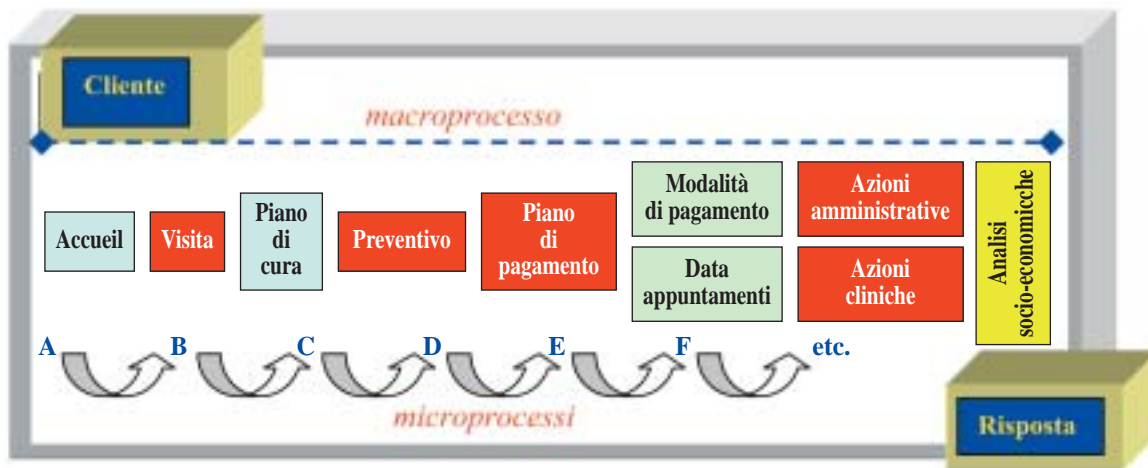 Cliente
macroprocesso
Accueil
Visita
Piano
di
cura
Preventivo
Piano
di
pagamento
Modalità
di pagamento
Data
appuntamenti
Azioni
amministrative
Azioni
cliniche
Analisi
socio-economicche
A B C D E F etc.
microprocessi
Risposta